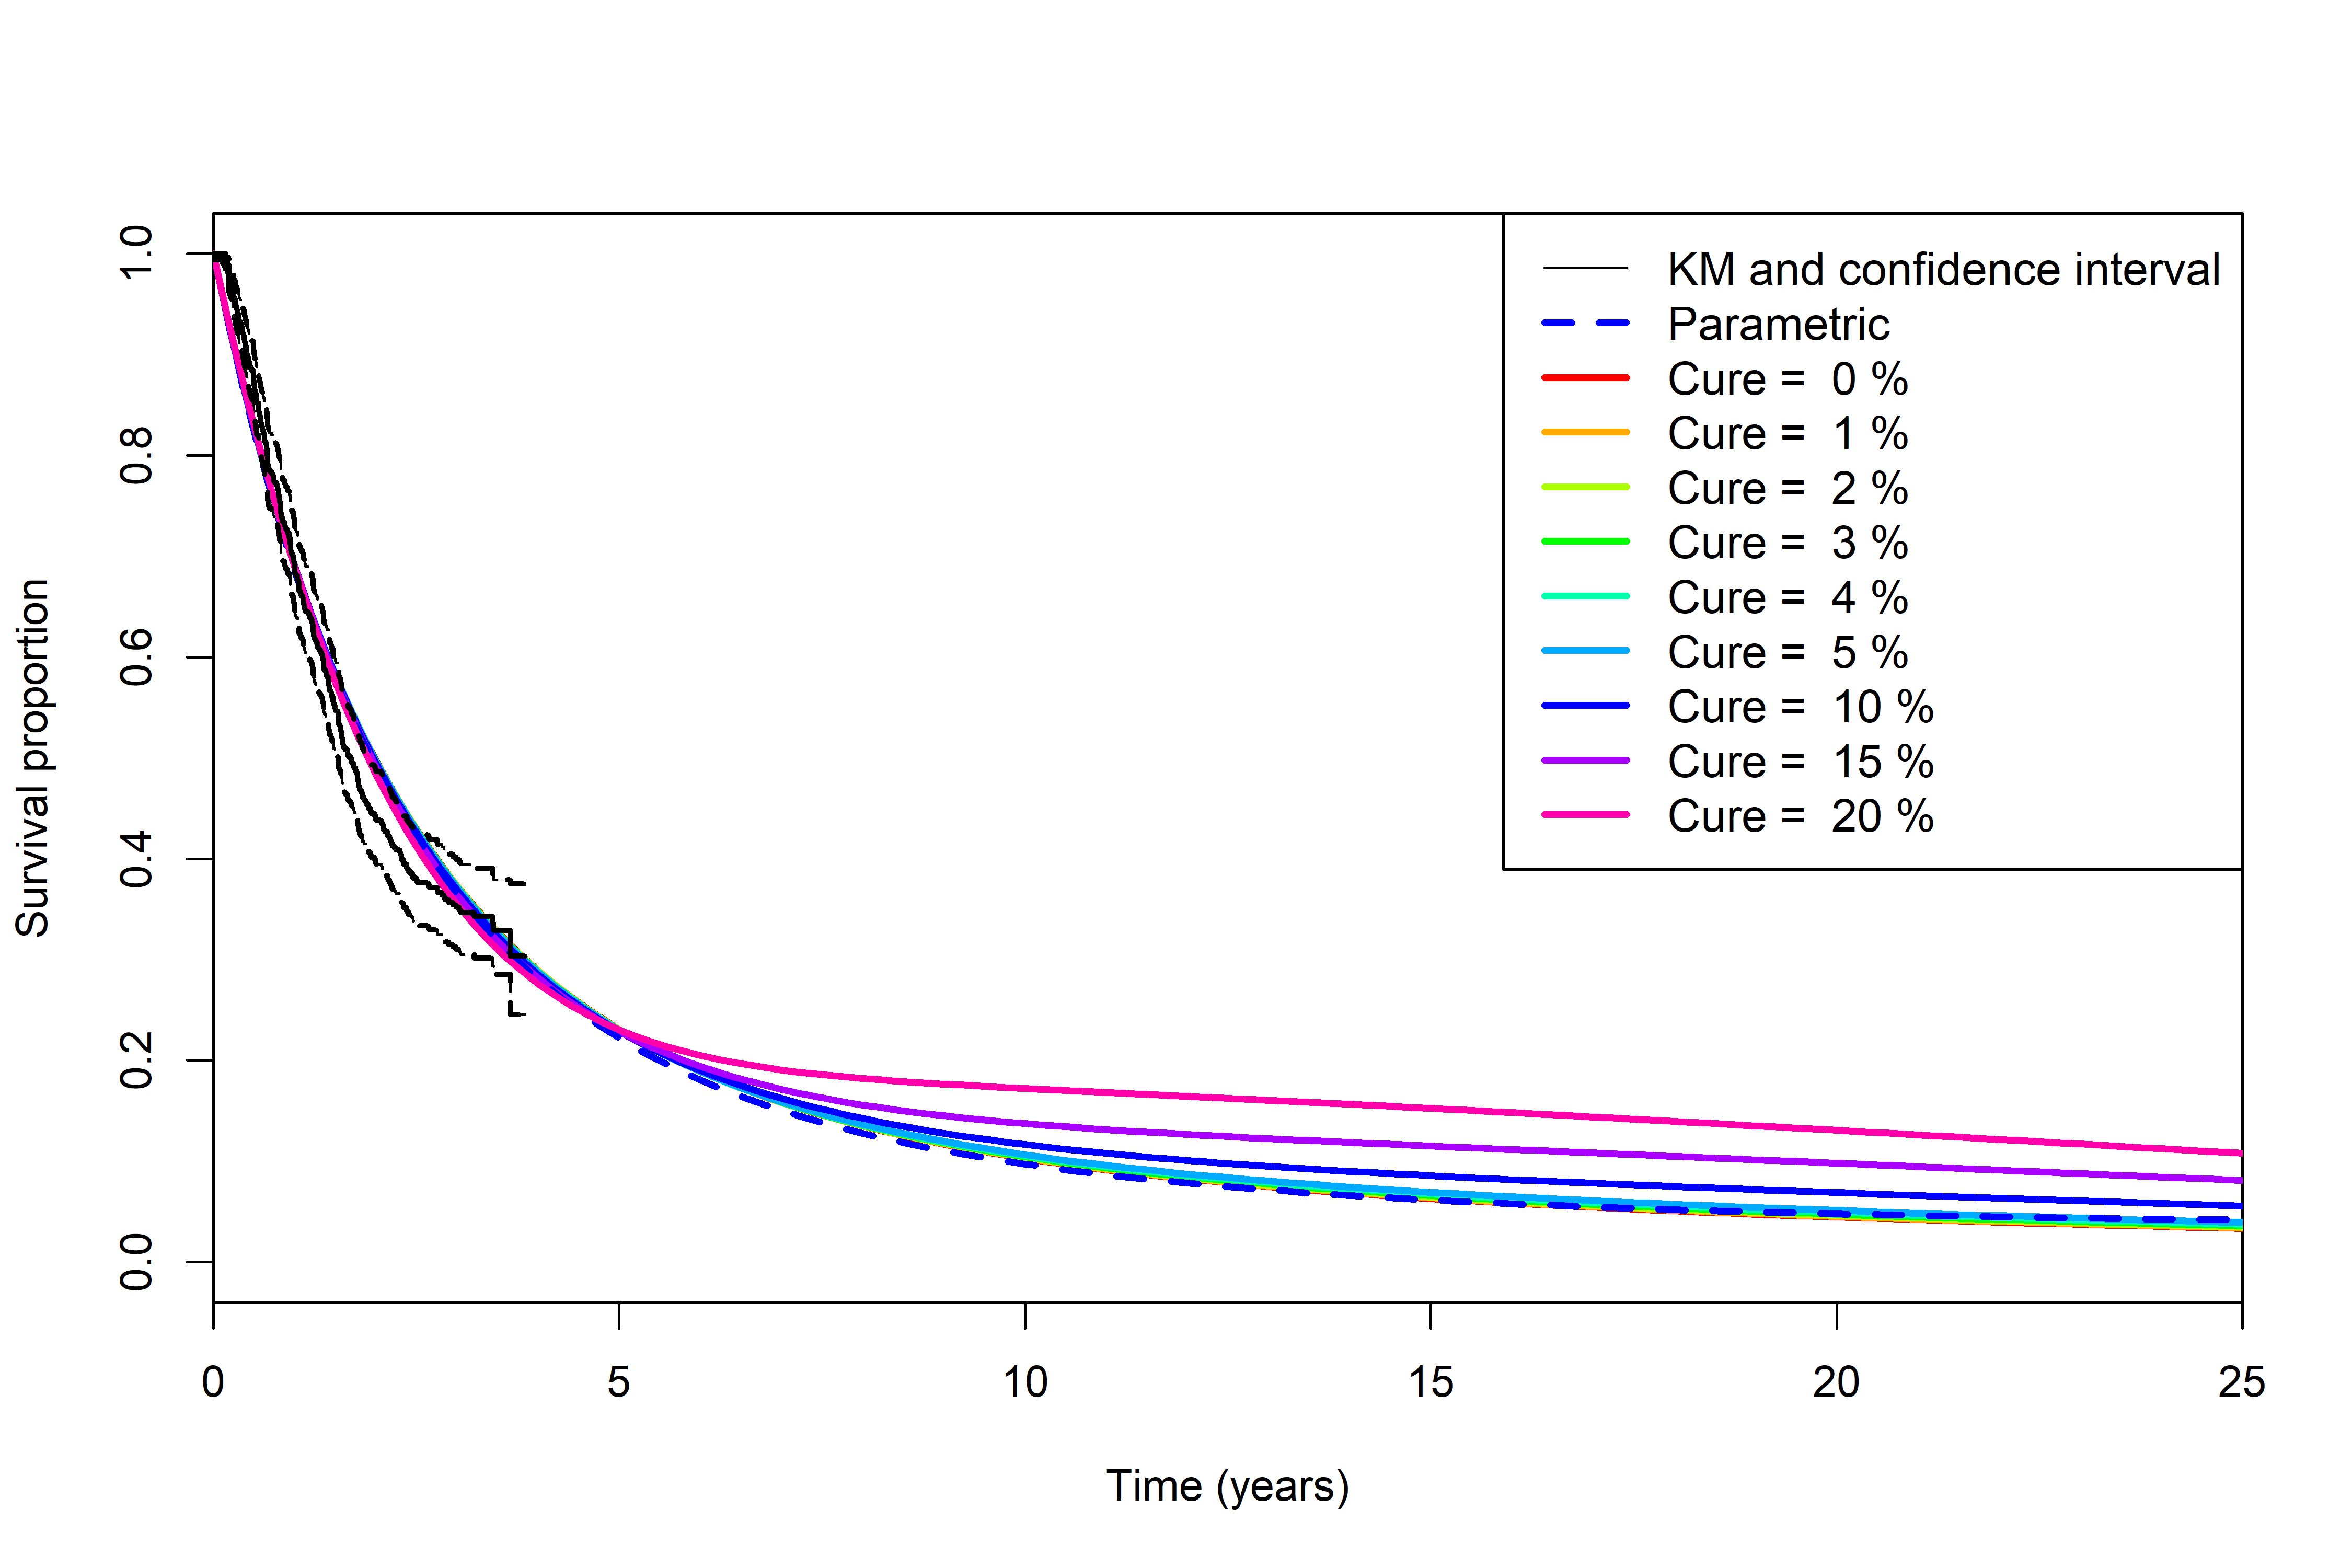 KM and confidence interval
Parametric
Cure = 0 %
Cure = 1 %
Cure = 2 %
Cure = 3 %
Cure = 4 %
Cure = 5 %
Cure = 10 %
Cure = 15 %
Cure = 20 %
Survival proportion
1.0
0.8
0.6
0.4
0.2
0.0
0 5 10 15 20 25
Time (years)